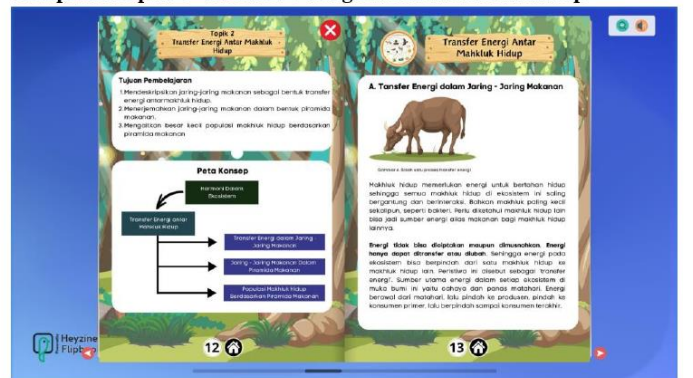 Topik 2
Transfer Energi Antar Makhluk
Hidup
Tujuan Pembelajaran
1.Mendeskripsikan jaring-jaring makanan sebagai bentuk transfer
energi antarmakhluk hidup.
2.Menerjemahkan jaring-jaring makanan dalam bentuk piramida
makanan.
3.Mengaitkan besar kecil populasi makhluk hidup berdasarkan
piramida makanan
Peta Konsep
Harmoni Dalam
Ekosistem
Transfer Energi antar
Makhluk Hidup
Transfer Energi dalam Jaring -
Jaring Makanan
Jaring - Jaring Makanan Dalam
Piramida Makanan
Populasi Makhluk Hidup
Berdasarkan Piramida Makanan
12
Transfer Energi Antar
Mahkluk Hidup
A. Tansfer Energi dalam Jaring - Jaring Makanan
Makhluk hidup memerlukan energi untuk bertahan hidup
sehingga semua makhluk hidup di ekosistem ini saling
bergantung dan berinteraksi. Bahkan makhluk paling kecil
sekalipun, seperti bakteri. Perlu diketahui makhluk hidup lain
bisa jadi sumber energi alias makanan bagi makhluk hidup
lainnya.
Energi tidak bisa diciptakan maupun dimusnahkan. Energi
hanya dapat ditransfer atau diubah. Sehingga energi pada
ekosistem bisa berpindah dari satu makhluk hidup ke
makhluk hidup lain. Peristiwa ini disebut sebagai transfer
energi. Sumber utama energi dalam setiap ekosistem di
muka bumi ini yaitu cahaya dan panas matahari. Energi
berawal dari matahari, lalu pindah ke produsen, pindah ke
konsumen primer, lalu berpindah sampai konsumen terakhir.
13
Heyzine